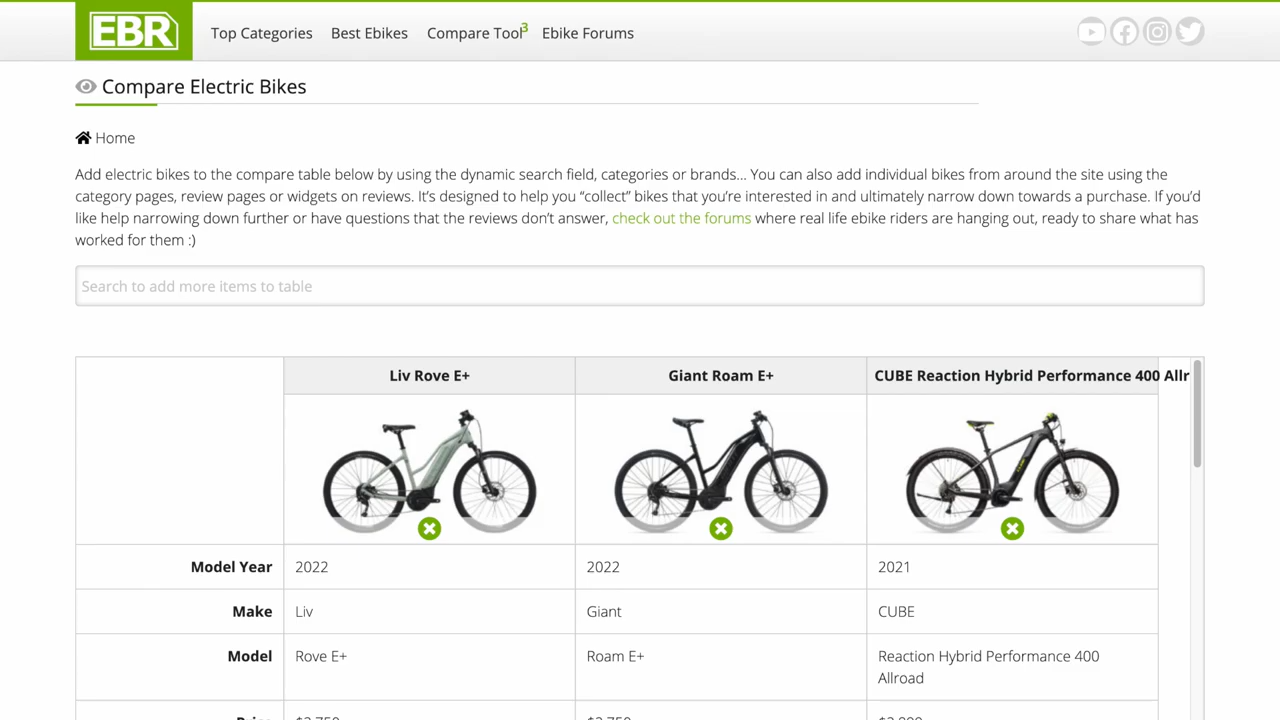 EBR
Top Categories Best Ebikes Compare Tool3 Ebike Forums
Compare Electric Bikes
Home
Add electric bikes to the compare table below by using the dynamic search field, categories or brands... You can also add individual bikes from around the site using the
category pages, review pages or widgets on reviews. It's designed to help you “collect” bikes that you're interested in and ultimately narrow down towards a purchase. If you'd
like help narrowing down further or have questions that the reviews don't answer, check out the forums where real life ebike riders are hanging out, ready to share what has
worked for them :)
Search to add more items to table
Liv Rove E+ Giant Roam E+ CUBE Reaction Hybrid Performance 400 Allr
Model Year 2022 2022 2021
Make Liv Giant CUBE
Model Rove E+ Roam E+ Reaction Hybrid Performance 400
Allroad